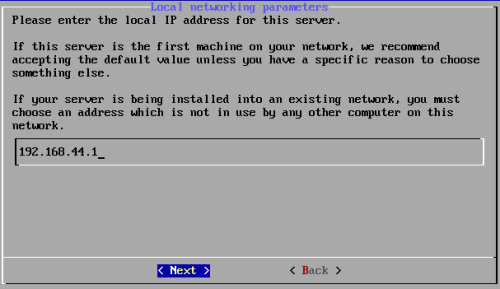 Local networking parameters
Please enter the local IP address for this server.
If this server is the first machine on your network, we recommend
accepting the default value unless you have a specific reason to choose
something else.
If your server is being installed into an existing network, you must
choose an address which is not in use by any other computer on this
network.
192.168.44.1_
< Next >
< Back >